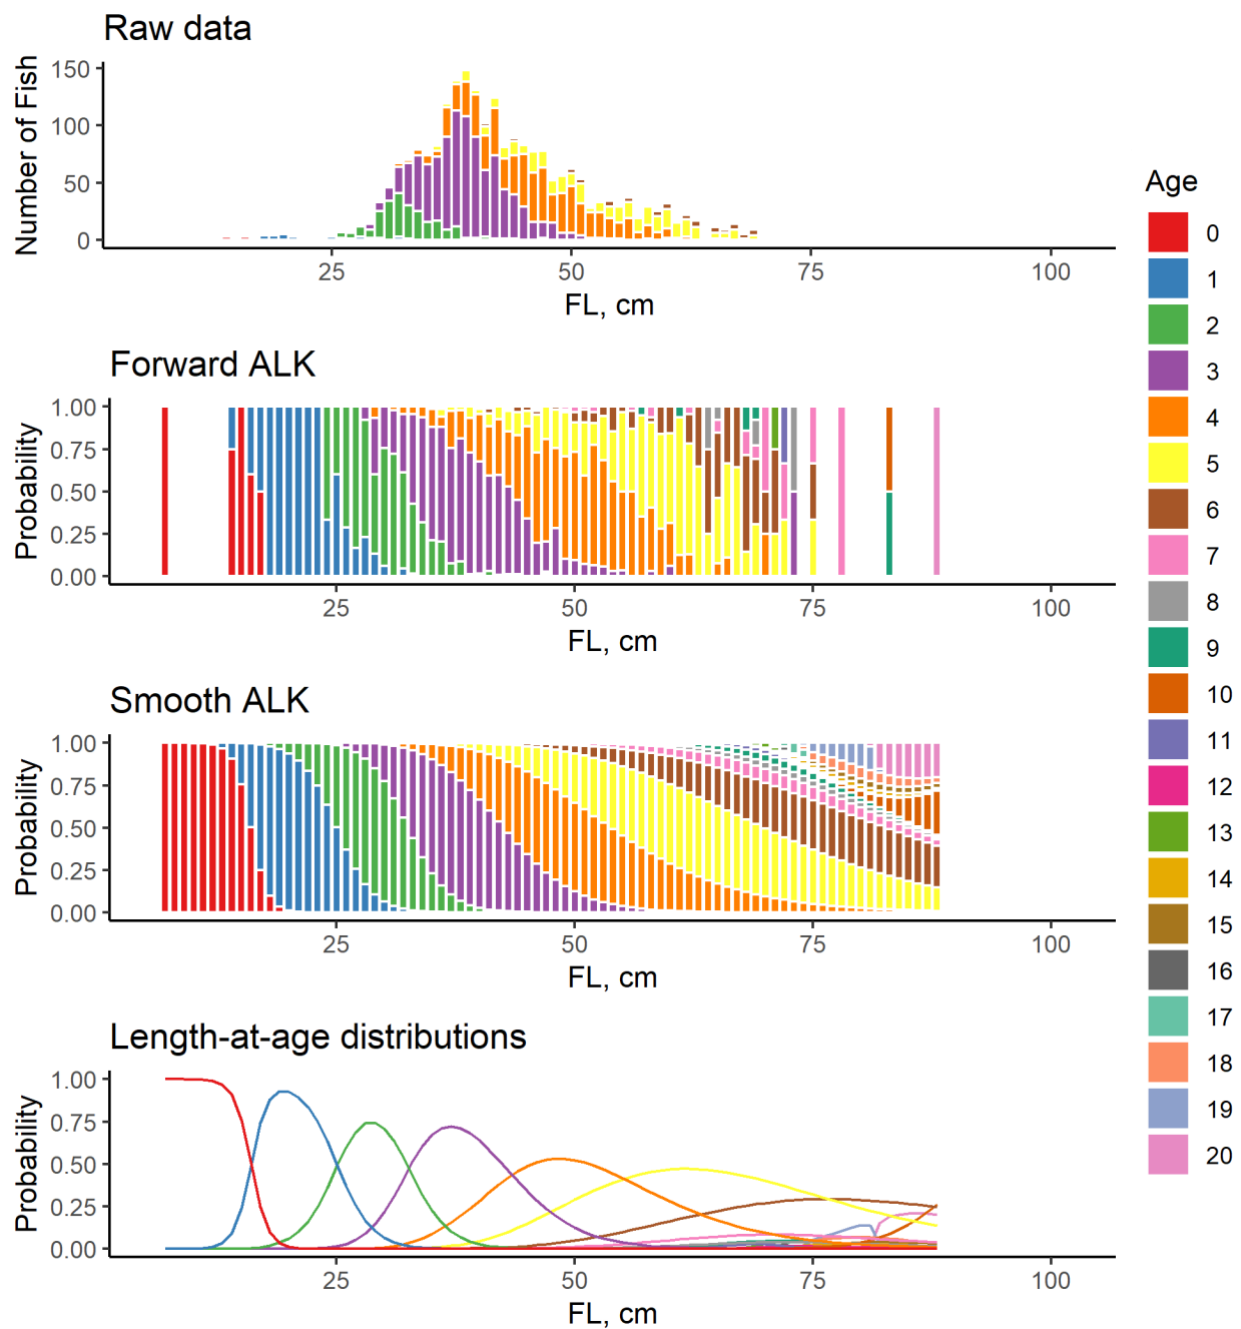 Raw data
Number of Fish
150
100
50
0
25 50 75 100
FL, cm
Forward ALK
Probability
1.00
0.75
0.50
0.25
0.00
25 50 75 100
FL, cm
Smooth ALK
Probability
1.00
0.75
0.50
0.25
0.00
25 50 75 100
FL, cm
Length-at-age distributions
Probability
1.00
0.75
0.50
0.25
0.00
25 50 75 100
FL, cm
Age
0
1
2
3
4
5
6
7
8
9
10
11
12
13
14
15
16
17
18
19
20